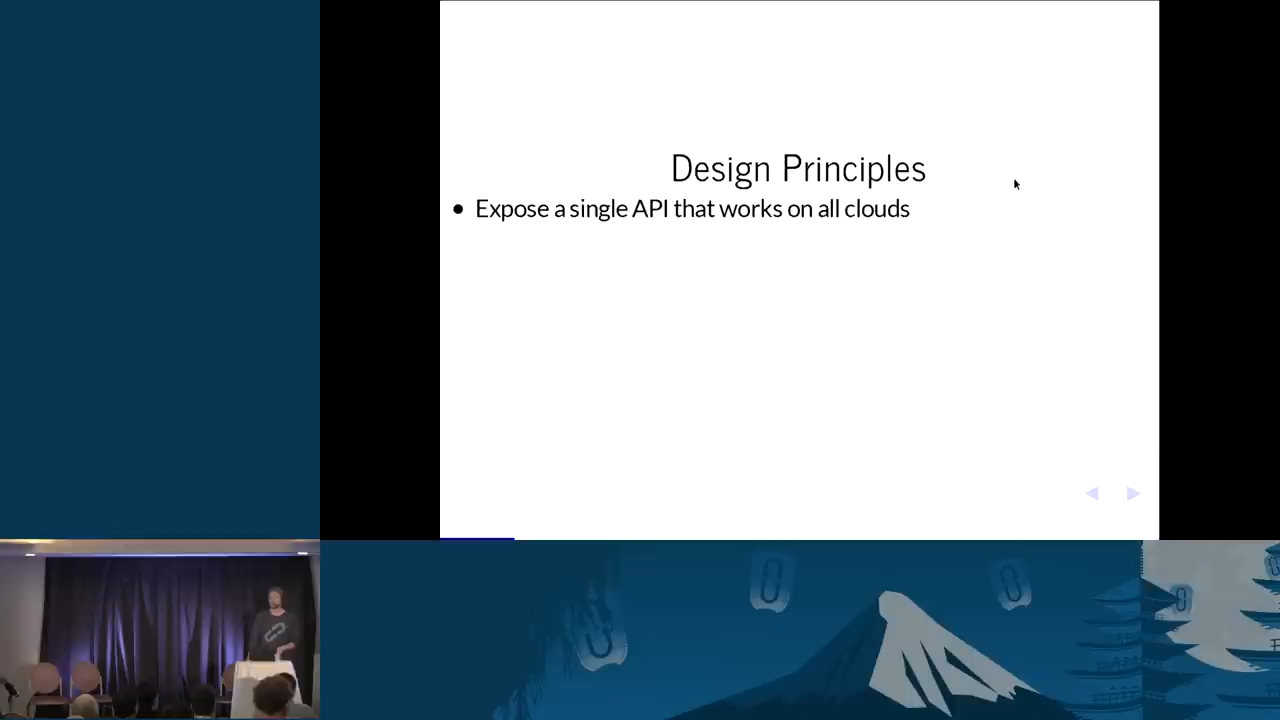 Design Principles
• Expose a single API that works on all clouds